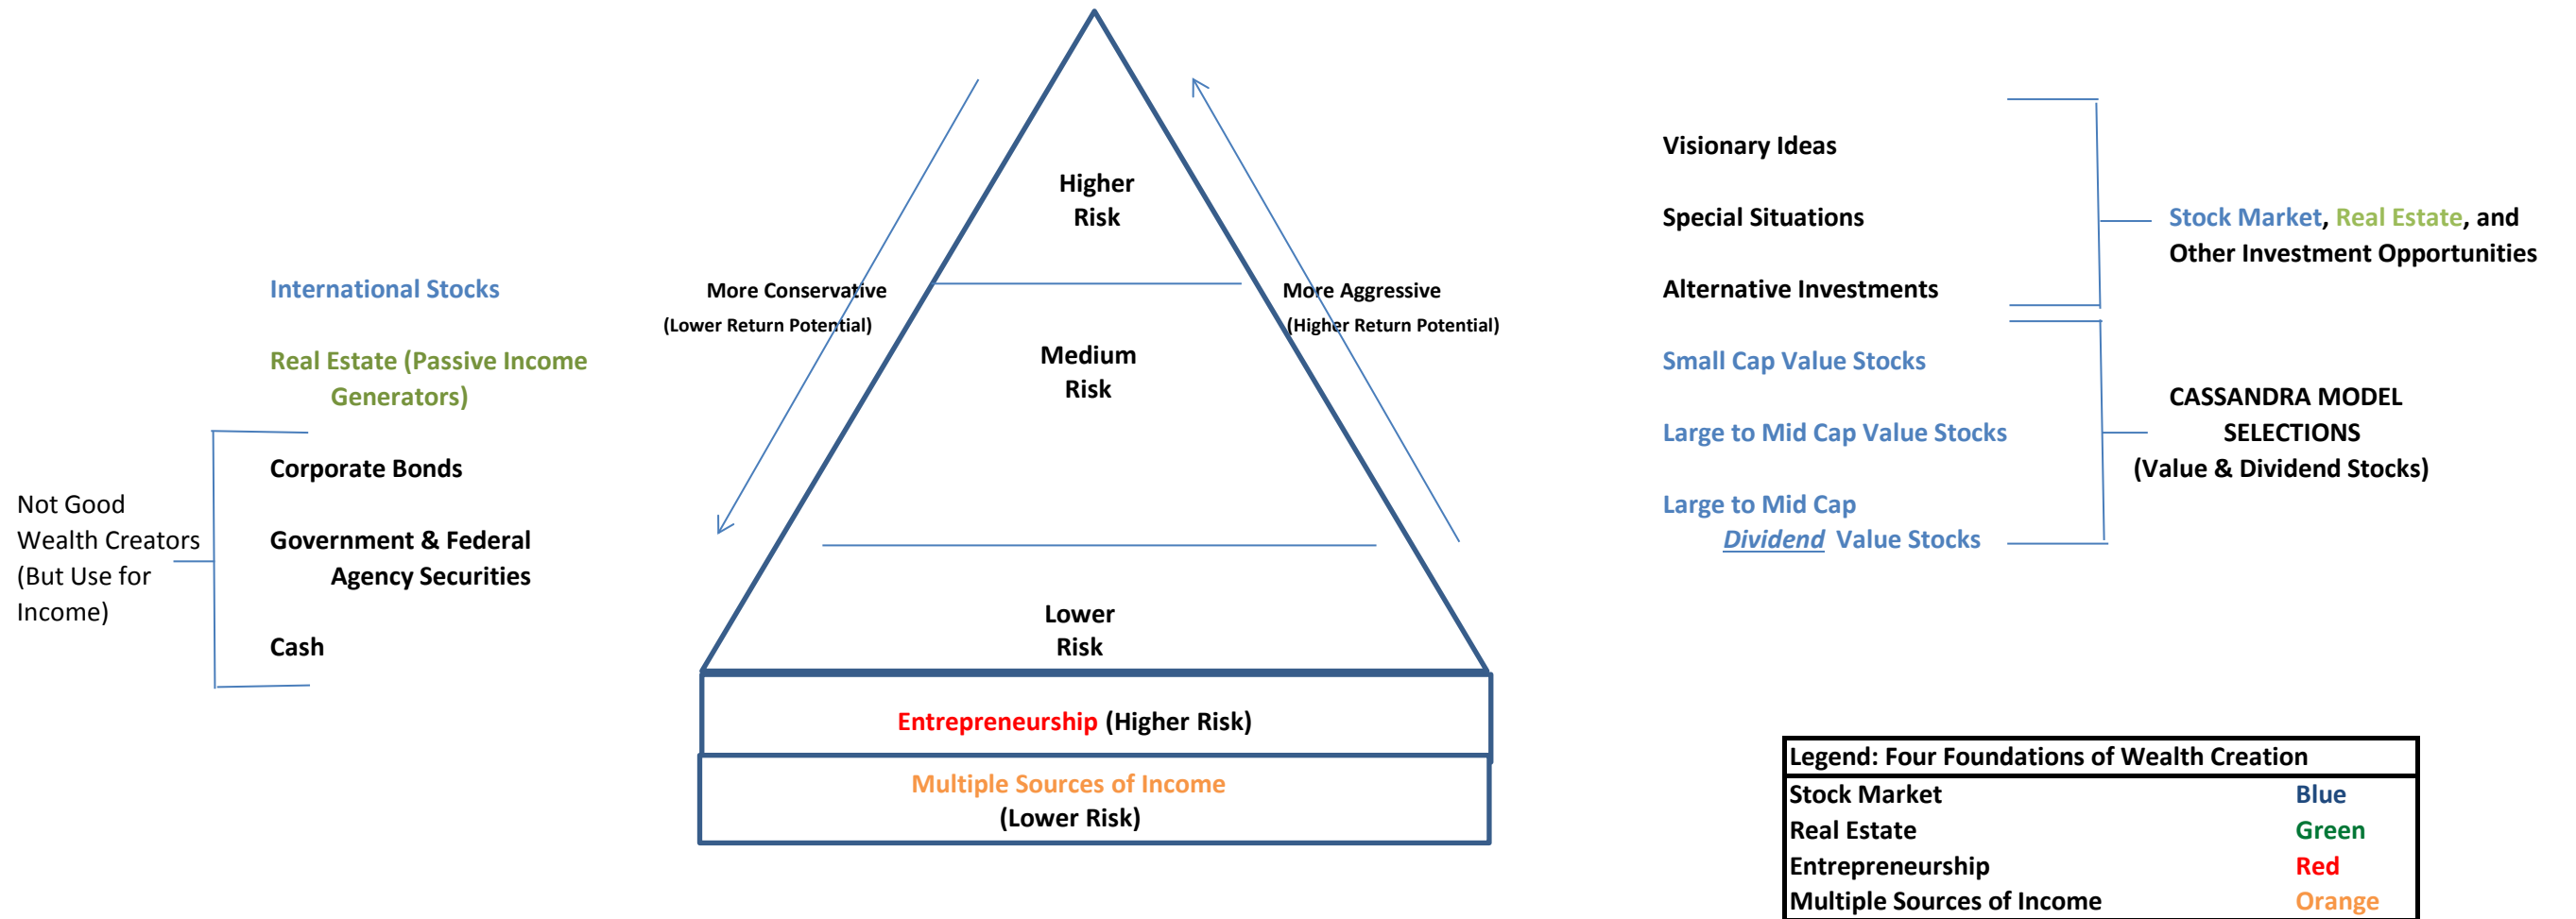 International Stocks
Real Estate (Passive Income
Generators)
Corporate Bonds
Government & Federal
Agency Securities
Cash
Not Good
Wealth Creators
(But Use for
Income)
More Conservative
(Lower Return Potential)
Higher
Risk
Medium
Risk
Lower
Risk
Entrepreneurship (Higher Risk)
Multiple Sources of Income
(Lower Risk)
More Aggressive
(Higher Return Potential)
Visionary Ideas
Special Situations
Alternative Investments
Small Cap Value Stocks
Large to Mid Cap Value Stocks
Large to Mid Cap
Dividend Value Stocks
Stock Market, Real Estate, and
Other Investment Opportunities
CASSANDRA MODEL
SELECTIONS
(Value & Dividend Stocks)
Legend: Four Foundations of Wealth Creation
Stock Market Blue
Real Estate Green
Entrepreneurship Red
Multiple Sources of Income Orange